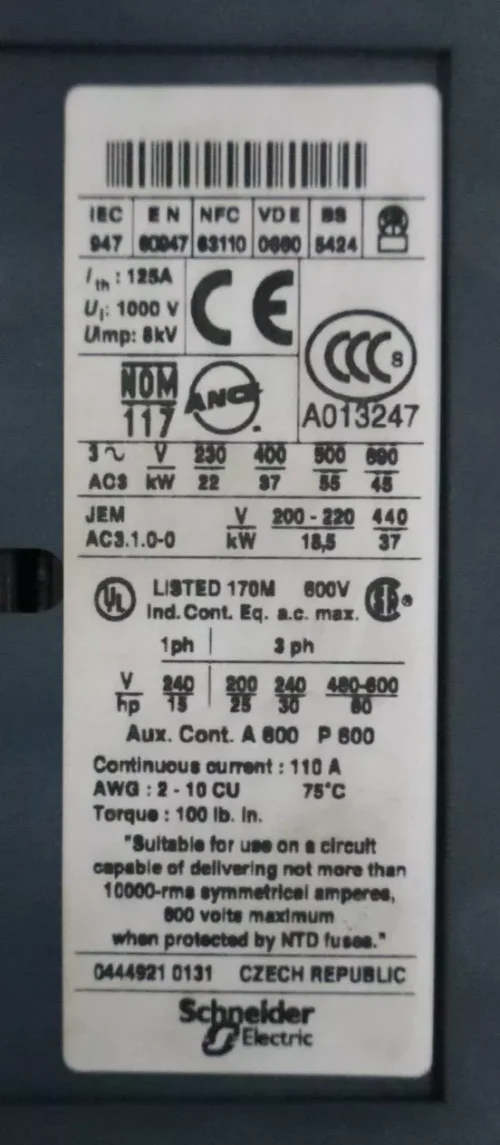 IEC EN NFC VDE BS
947 60947 63110 0660 5424
Ith : 125A
Ui: 1000 V
Uimp: 8kV
CE
CCC S
A013247
NOM
117
ANCE
3 ~ V 230 400 500 690
AC3 kW 22 37 55 45
JEM V 200 - 220 440
AC3.1.0-0 kW 18,5 37
UL LISTED 170M 600V
Ind. Cont. Eq. a.c. max.
1ph 3 ph
V 240 200 240 480-600
hp 15 25 30 60
Aux. Cont. A 600 P 600
Continuous current : 110 A
AWG : 2 - 10 CU 75°C
Torque : 100 lb. in.
"Suitable for use on a circuit
capable of delivering not more than
10000-rms symmetrical amperes,
600 volts maximum
when protected by NTD fuses."
0444921 0131 CZECH REPUBLIC
Schneider
Electric